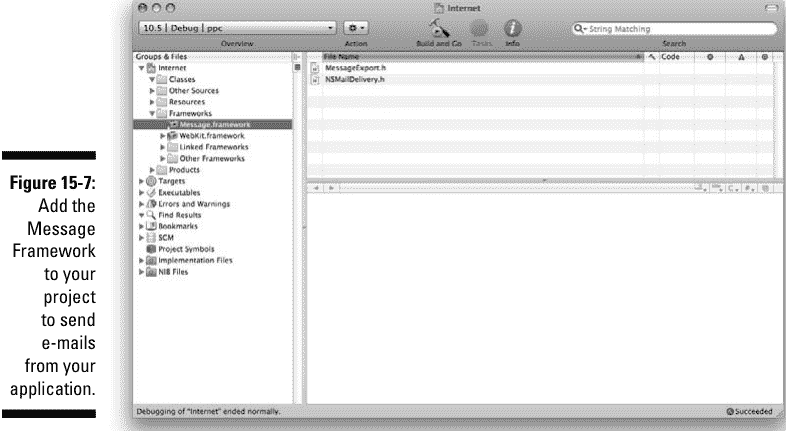 Figure 15-7:
Add the
Message
Framework
to your
project
to send
e-mails
from your
application.
Internet
10.5 | Debug | ppc
String Matching
Overview
Action
Build and Go
Tasks
Info
Search
Groups & Files
Internet
Classes
Other Sources
Resources
Frameworks
Message.framework
WebKit.framework
Linked Frameworks
Other Frameworks
Products
Targets
Executables
Errors and Warnings
Find Results
Bookmarks
SCM
Project Symbols
Implementation Files
NIB Files
File Name
Code
MessageExport.h
NSMailDelivery.h
Debugging of "Internet" ended normally.
Succeeded